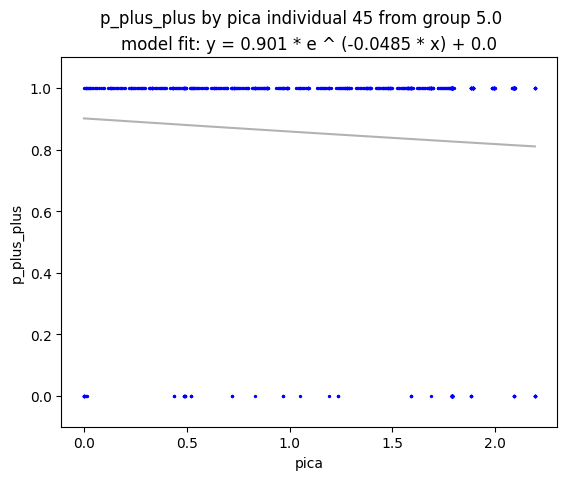 p_plus_plus by pica individual 45 from group 5.0
model fit: y = 0.901 * e ^ (-0.0485 * x) + 0.0
1.0
0.8
0.6
0.4
0.2
0.0
p_plus_plus
0.0 0.5 1.0 1.5 2.0
pica